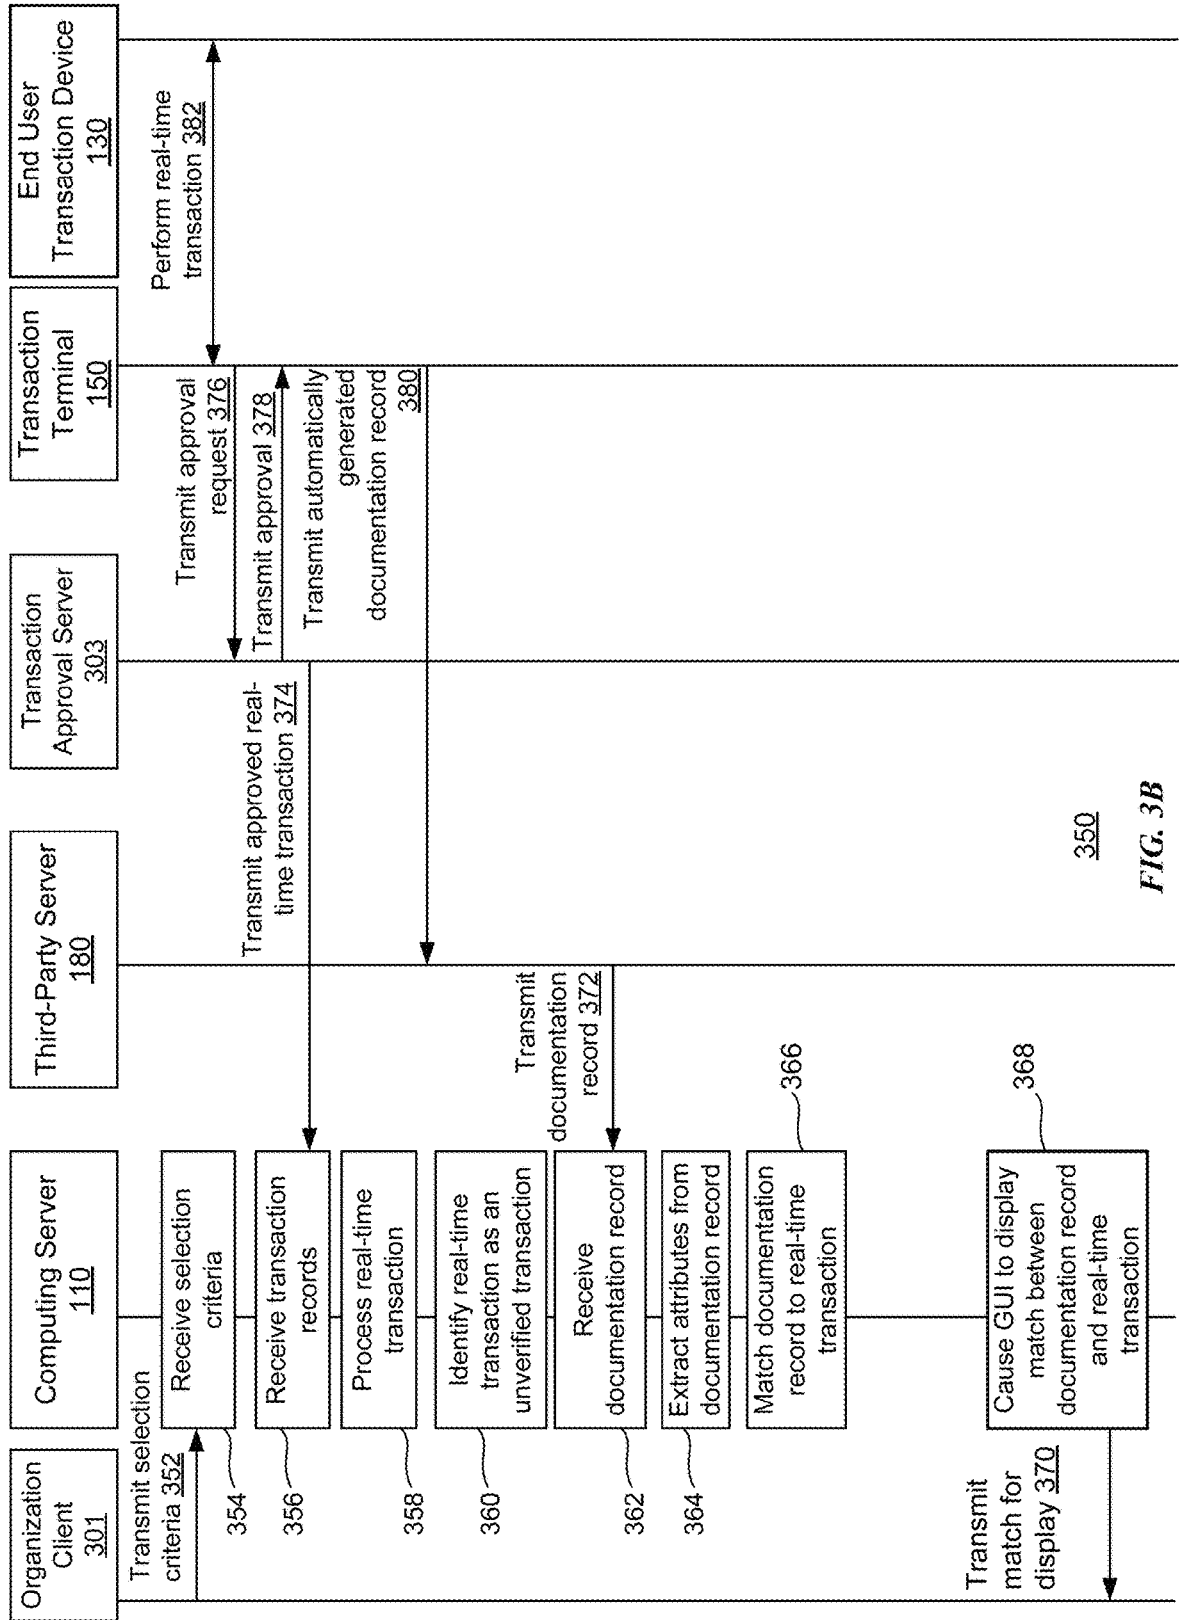 Organization
Client
301
Computing Server
110
Third-Party Server
180
Transaction
Approval Server
303
Transaction
Terminal
150
End User
Transaction Device
130
Transmit selection
criteria 352
Receive selection
criteria
354
Perform real-time
transaction 382
Transmit approval
request 376
Transmit approval 378
Transmit approved real-
time transaction 374
Receive transaction
records
356
Process real-time
transaction
358
Transmit automatically
generated
documentation record
380
Identify real-time
transaction as an
unverified transaction
360
Transmit
documentation
record 372
Receive
documentation record
362
Extract attributes from
documentation record
364
Match documentation
record to real-time
transaction
366
Cause GUI to display
match between
documentation record
and real-time
transaction
368
Transmit
match for
display 370
350
FIG. 3B